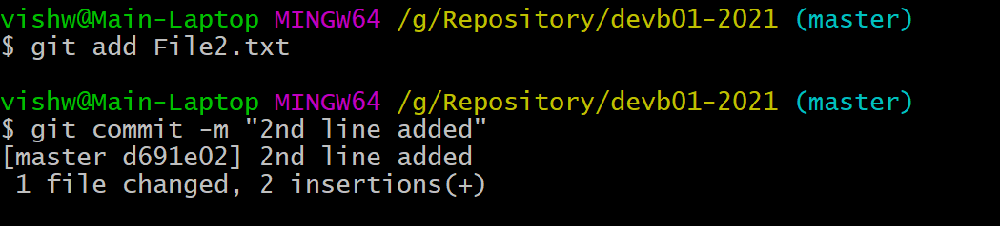 vishw@Main-Laptop MINGW64 /g/Repository/devb01-2021 (master)
$ git add File2.txt
vishw@Main-Laptop MINGW64 /g/Repository/devb01-2021 (master)
$ git commit -m "2nd line added"
[master d691e02] 2nd line added
 1 file changed, 2 insertions(+)